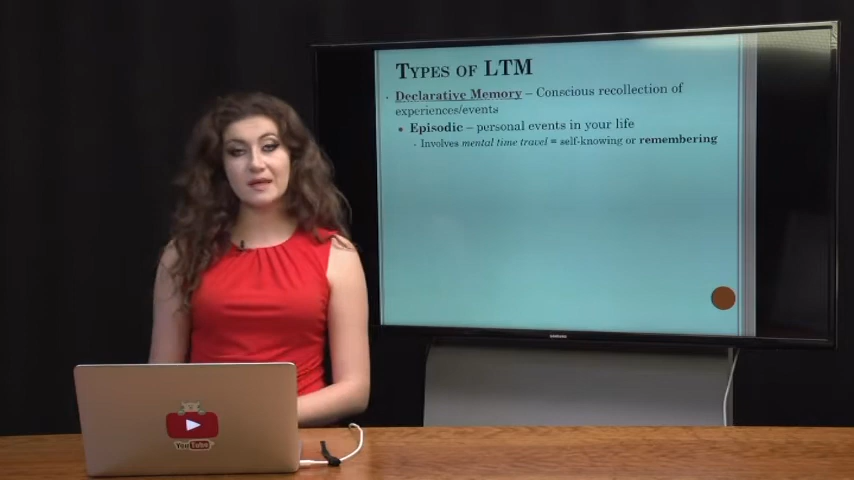 TYPES OF LTM
Declarative Memory – Conscious recollection of
experiences/events
Episodic – personal events in your life
Involves mental time travel = self-knowing or remembering
SAMSUNG
YouTube